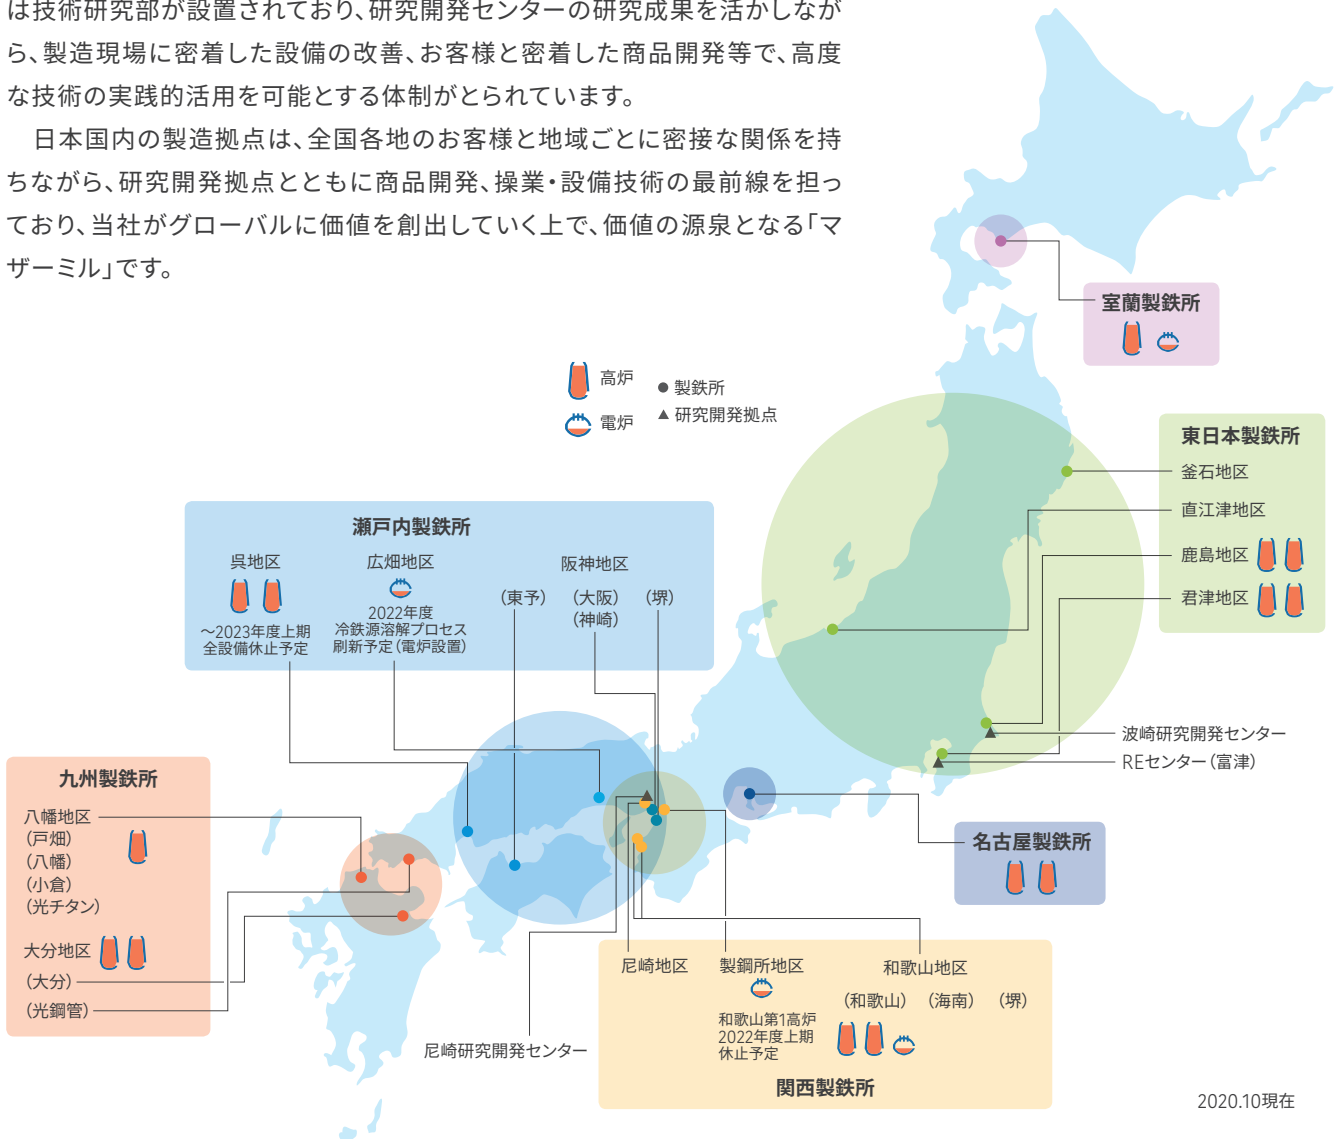 は技術研究部が設置されており、研究開発センターの研究成果を活かしなが
ら、製造現場に密着した設備の改善、お客様と密着した商品開発等で、高度
な技術の実践的活用を可能とする体制がとられています。
日本国内の製造拠点は、全国各地のお客様と地域ごとに密接な関係を持
ちながら、研究開発拠点とともに商品開発、操業・設備技術の最前線を担っ
ており、当社がグローバルに価値を創出していく上で、価値の源泉となる「マ
ザーミル」です。
室蘭製鉄所
高炉
電炉
● 製鉄所
▲ 研究開発拠点
東日本製鉄所
釜石地区
直江津地区
鹿島地区
君津地区
波崎研究開発センター
REセンター(富津)
瀬戸内製鉄所
呉地区
～2023年度上期
全設備休止予定
広畑地区
2022年度
冷鉄源溶解プロセス
刷新予定(電炉設置)
(東予)
阪神地区
(大阪) (堺)
(神崎)
九州製鉄所
八幡地区
(戸畑)
(八幡)
(小倉)
(光チタン)
大分地区
(大分)
(光鋼管)
名古屋製鉄所
尼崎研究開発センター
尼崎地区
製鋼所地区
和歌山第1高炉
2022年度上期
休止予定
和歌山地区
(和歌山) (海南) (堺)
関西製鉄所
2020.10現在